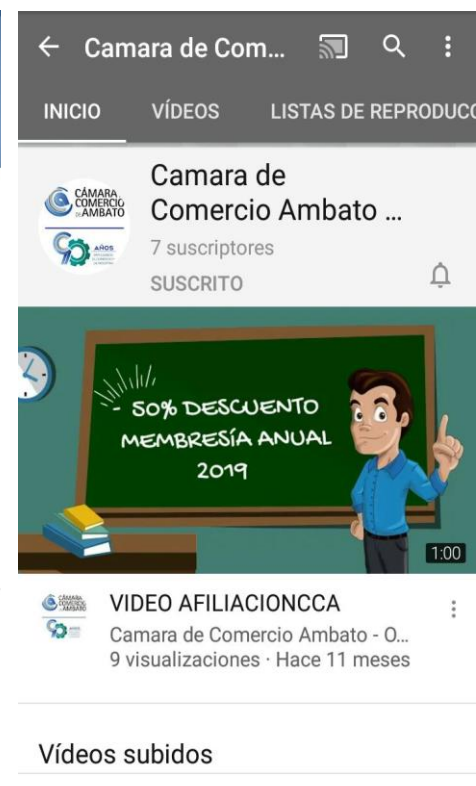 Camara de Com...
INICIO VÍDEOS LISTAS DE REPRODUCC
CÁMARA
COMERCIO
DE AMBATO
90 AÑOS
Camara de
Comercio Ambato ...
7 suscriptores
SUSCRITO
- 50% DESCUENTO
MEMBRESÍA ANUAL
2019
1:00
VIDEO AFILIACIONCCA
Camara de Comercio Ambato - O...
9 visualizaciones · Hace 11 meses
Vídeos subidos